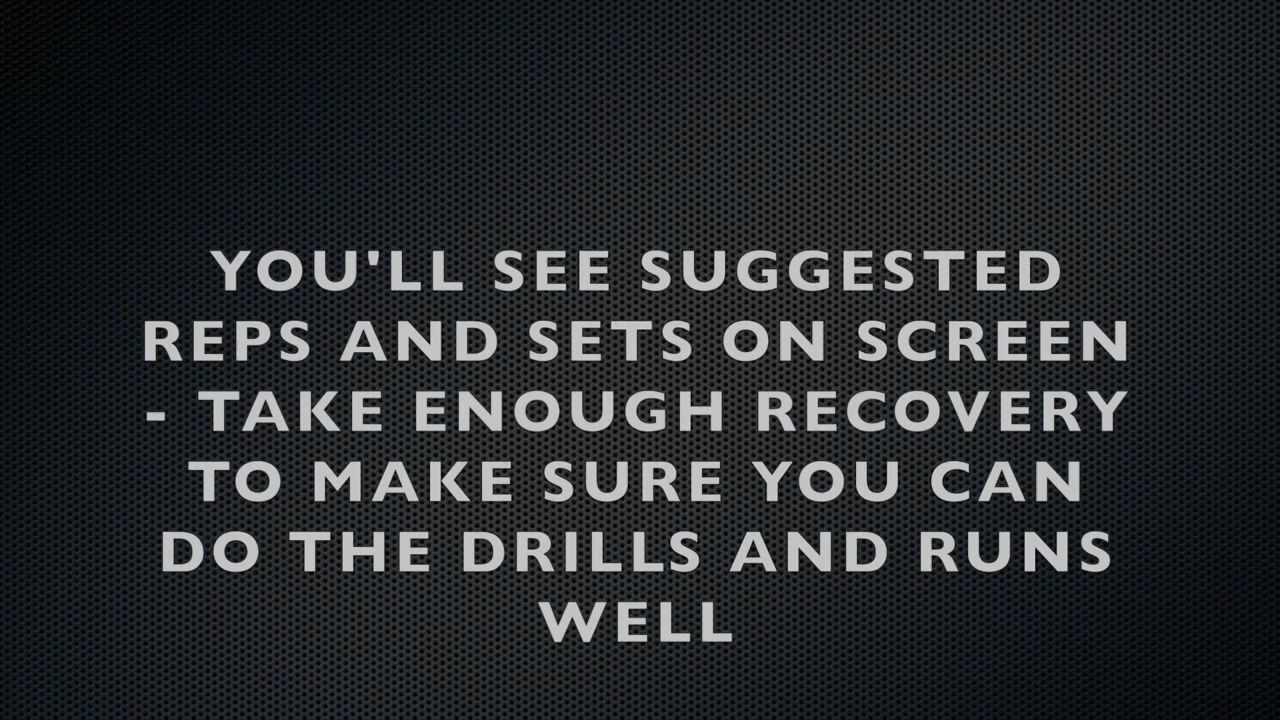 YOU'LL SEE SUGGESTED
REPS AND SETS ON SCREEN
- TAKE ENOUGH RECOVERY
TO MAKE SURE YOU CAN
DO THE DRILLS AND RUNS
WELL